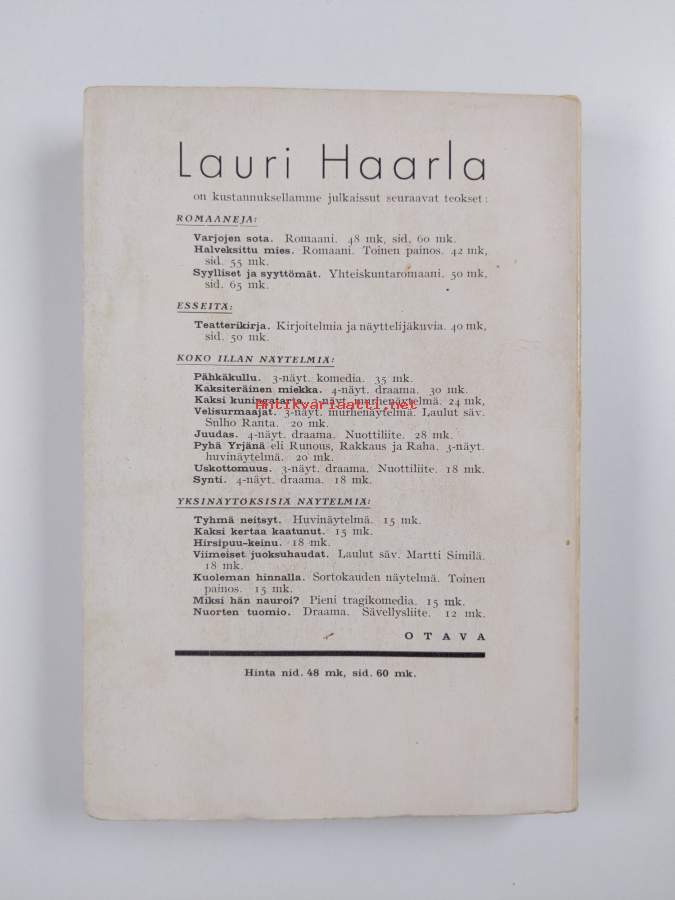 Lauri Haarla
on kustannuksellamme julkaissut seuraavat teokset:
ROMAANEJA:
Varjojen sota. Romaani. 48 mk, sid. 60 mk.
Halveksittu mies. Romaani. Toinen painos. 42 mk,
sid. 55 mk.
Syylliset ja syyttömät. Yhteiskuntaromaani. 50 mk,
sid. 65 mk.
ESSEITÄ:
Teatterikirja. Kirjoitelmia ja näyttelijäkuvia. 40 mk,
sid. 50 mk.
KOKO ILLAN NÄYTELMIÄ:
Pähkäkullu. 3-näyt. komedia. 35 mk.
Kaksiteräinen miekka. 4-näyt. draama. 30 mk.
Kaksi kuningatarta. 3-näyt. murhenäytelmä. 24 mk,
Antikvariaatti.net
Velisurmaajat. 3-näyt. murhenäytelmä. Laulut säv.
Sulho Ranta. 20 mk.
Juudas. 4-näyt. draama. Nuottiliite. 28 mk.
Pyhä Yrjänä eli Runous, Rakkaus ja Raha. 3-näyt.
huvinäytelmä. 20 mk.
Uskottomuus. 3-näyt. draama. Nuottiliite. 18 mk.
Synti. 4-näyt. draama. 18 mk.
YKSINÄYTÖKSISIÄ NÄYTELMIÄ:
Tyhmä neitsyt. Huvinäytelmä. 15 mk.
Kaksi kertaa kaatunut. 15 mk.
Hirsipuu-keinu. 18 mk.
Viimeiset juoksuhaudat. Laulut säv. Martti Similä.
18 mk.
Kuoleman hinnalla. Sortokauden näytelmä. Toinen
painos. 15 mk.
Miksi hän nauroi? Pieni tragikomedia. 15 mk.
Nuorten tuomio. Draama. Sävellysliite. 12 mk.
OTAVA
Hinta nid. 48 mk, sid. 60 mk.